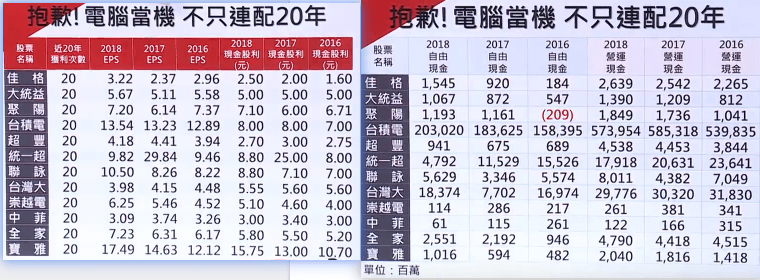 抱歉! 電腦當機 不只連配20年
股票名稱 近20年獲利次數 2018 EPS 2017 EPS 2016 EPS 2018 現金股利(元) 2017 現金股利(元) 2016 現金股利(元)
佳格 20 3.22 2.37 2.96 2.50 2.00 1.60
大統益 20 5.67 5.11 5.58 5.00 5.00 5.00
聚陽 20 7.20 6.14 7.37 7.10 6.00 6.71
台積電 20 13.54 13.23 12.89 8.00 8.00 7.00
超豐 20 4.18 4.41 3.94 2.70 3.00 2.75
統一超 20 9.82 29.84 9.46 8.80 25.00 8.00
聯詠 20 10.50 8.26 8.22 8.80 7.10 7.00
台灣大 20 3.98 4.15 4.48 5.55 5.60 5.60
崇越電 20 6.25 5.46 4.52 5.10 4.60 4.00
中菲 20 3.09 3.74 3.26 3.00 3.40 3.00
全家 20 7.23 6.31 6.17 5.80 5.50 5.20
寶雅 20 17.49 14.63 12.12 15.75 13.00 10.70
抱歉! 電腦當機 不只連配20年
股票名稱 2018 自由現金 2017 自由現金 2016 自由現金 2018 營運現金 2017 營運現金 2016 營運現金
佳格 1,545 920 184 2,639 2,542 2,265
大統益 1,067 872 547 1,390 1,209 812
聚陽 1,193 1,161 (209) 1,849 1,736 1,041
台積電 203,020 183,625 158,395 573,954 585,318 539,835
超豐 941 675 689 4,538 4,453 3,844
統一超 4,792 11,529 15,526 17,918 20,631 23,641
聯詠 5,629 3,346 5,574 8,011 4,382 7,049
台灣大 18,374 7,702 16,974 29,776 30,320 31,830
崇越電 114 286 217 261 381 341
中菲 61 115 261 122 166 315
全家 2,551 2,192 946 4,790 4,418 4,515
寶雅 1,016 594 482 2,040 1,816 1,418
單位：百萬